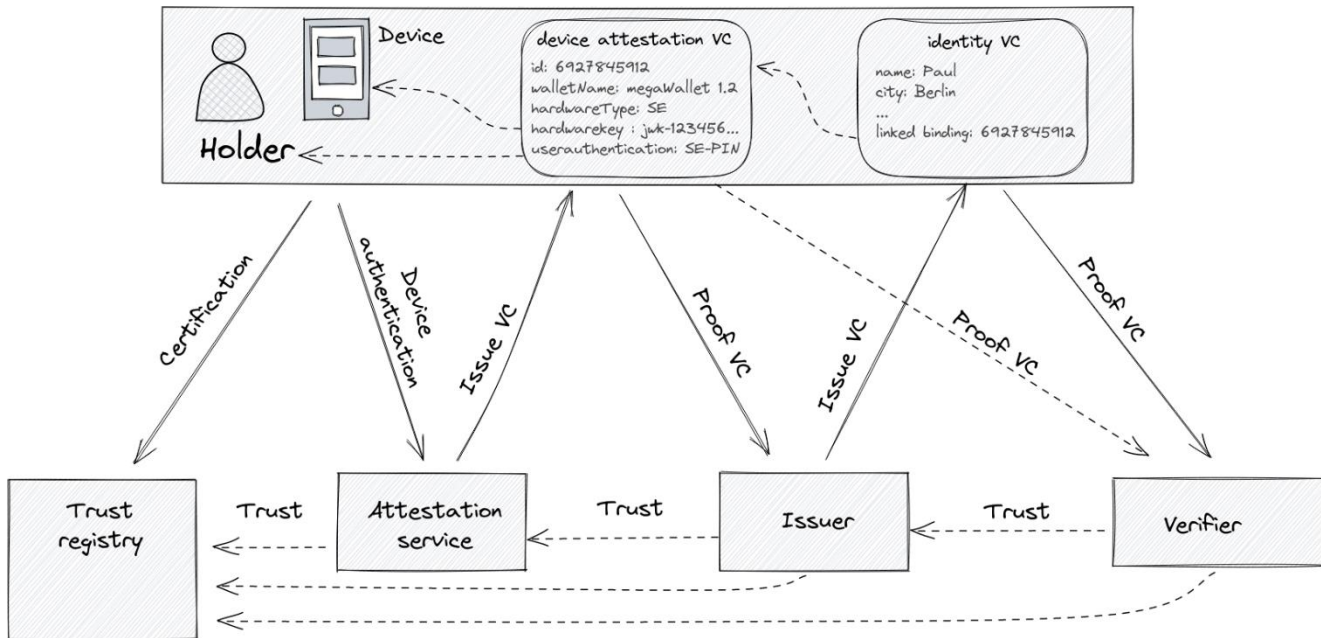 Device
Holder
device attestation VC
id: 6927845912
walletName: megaWallet 1.2
hardwareType: SE
hardwarekey : jwk-123456...
userauthentication: SE-PIN
identity VC
name: Paul
city: Berlin
...
linked binding: 6927845912
Certification
Device
authentication
Issue VC
Proof VC
Issue VC
Proof VC
Proof VC
Trust
registry
Trust
Attestation
service
Trust
Issuer
Trust
Verifier